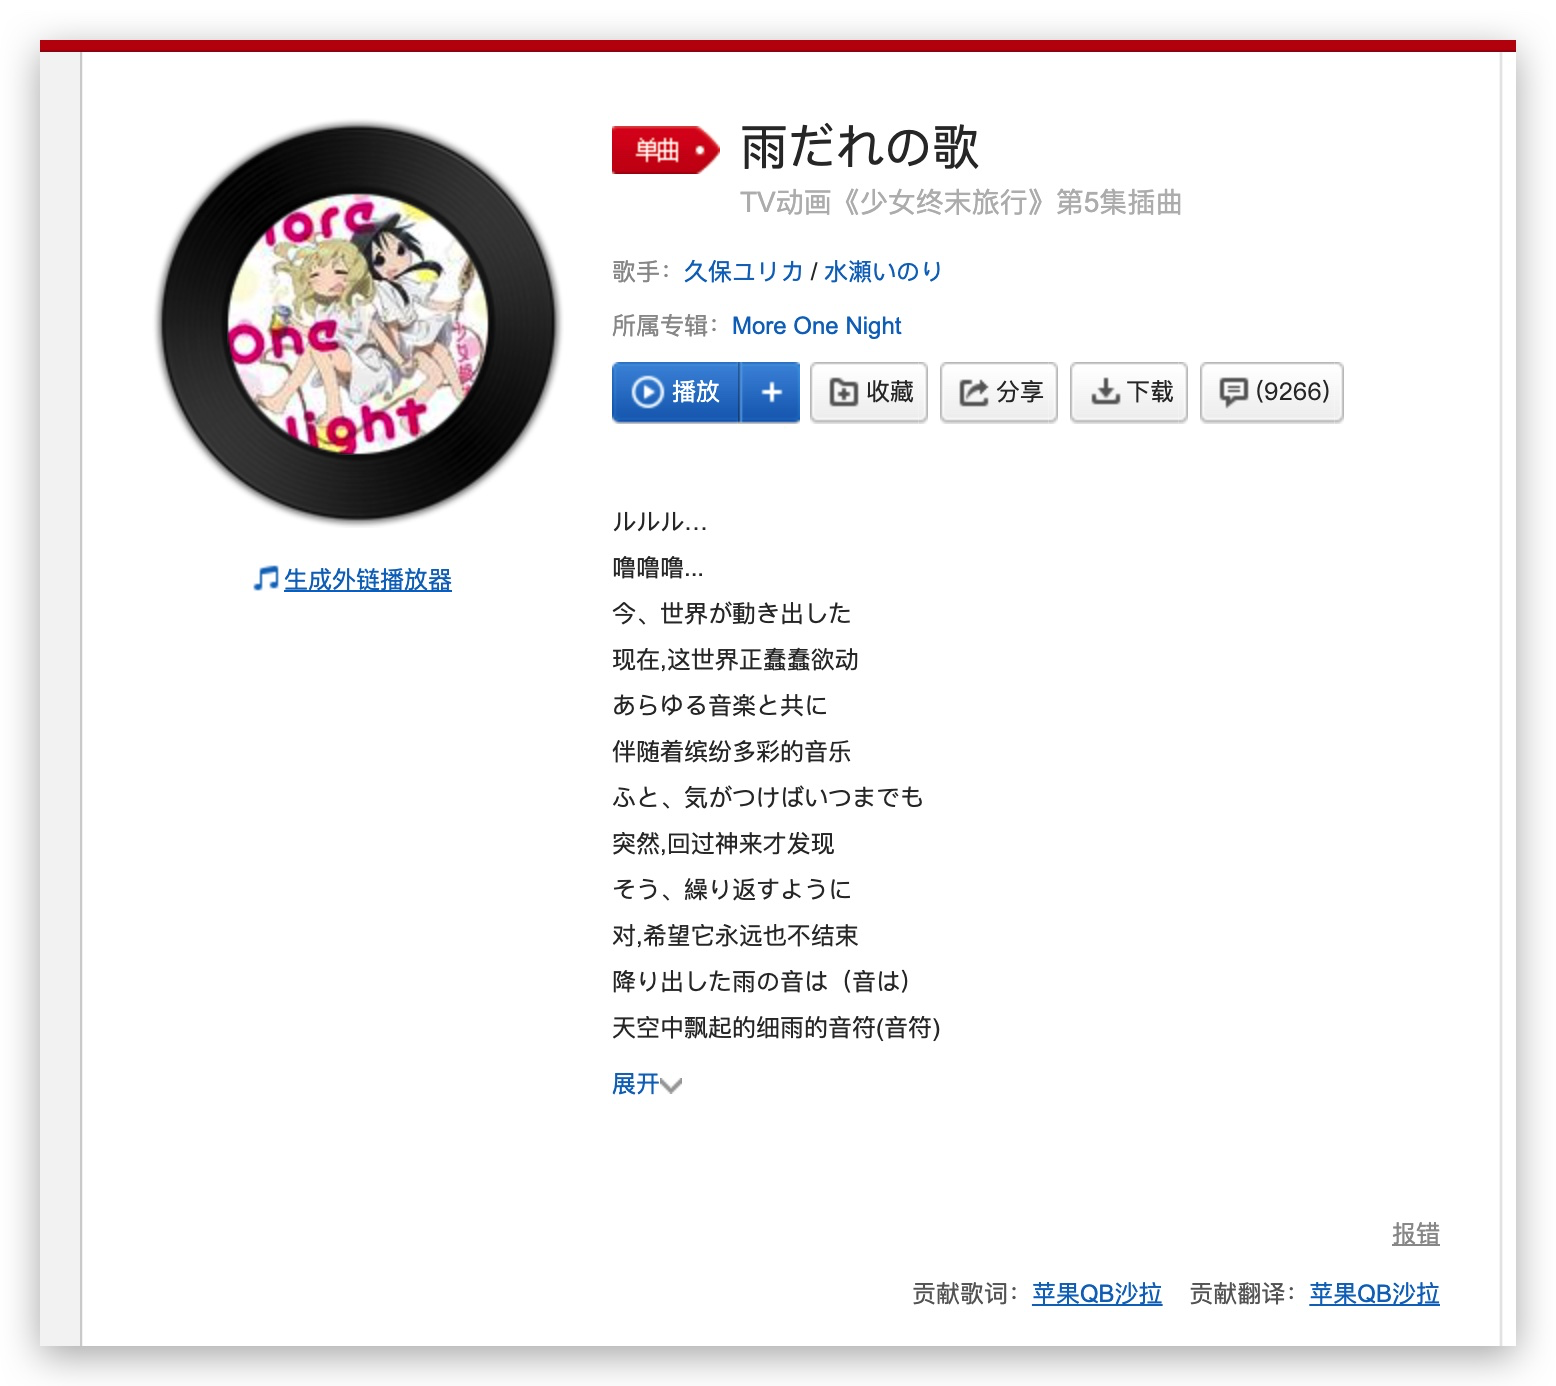 单曲 雨だれの歌
TV动画《少女终末旅行》第5集插曲
歌手：久保ユリカ / 水瀬いのり
所属专辑：More One Night
播放 + 收藏 分享 下载 (9266)
More
One
Night
生成外链播放器
ルルル…
噜噜噜...
今、世界が動き出した
现在,这世界正蠢蠢欲动
あらゆる音楽と共に
伴随着缤纷多彩的音乐
ふと、気がつけばいつまでも
突然,回过神来才发现
そう、繰り返すように
对,希望它永远也不结束
降り出した雨の音は（音は）
天空中飘起的细雨的音符(音符)
展开
报错
贡献歌词：苹果QB沙拉 贡献翻译：苹果QB沙拉